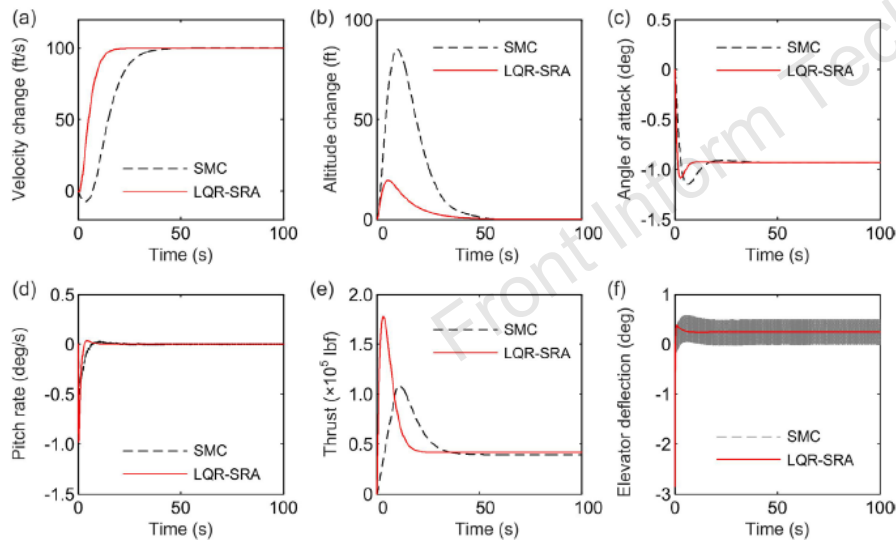 (a)
100
50
0
Velocity change (ft/s)
SMC
LQR-SRA
0
50
100
Time (s)
(b)
100
50
0
Altitude change (ft)
SMC
LQR-SRA
0
50
100
Time (s)
(c)
0.5
0
-0.5
-1.0
-1.5
Angle of attack (deg)
SMC
LQR-SRA
0
50
100
Time (s)
(d)
0.5
0
-0.5
-1.0
-1.5
Pitch rate (deg/s)
SMC
LQR-SRA
0
50
100
Time (s)
(e)
2.0
1.5
1.0
0.5
0
Thrust (×10⁵ lbf)
SMC
LQR-SRA
0
50
100
Time (s)
(f)
1
0
-1
-2
-3
Elevator deflection (deg)
SMC
LQR-SRA
0
50
100
Time (s)
Front Inform Tec